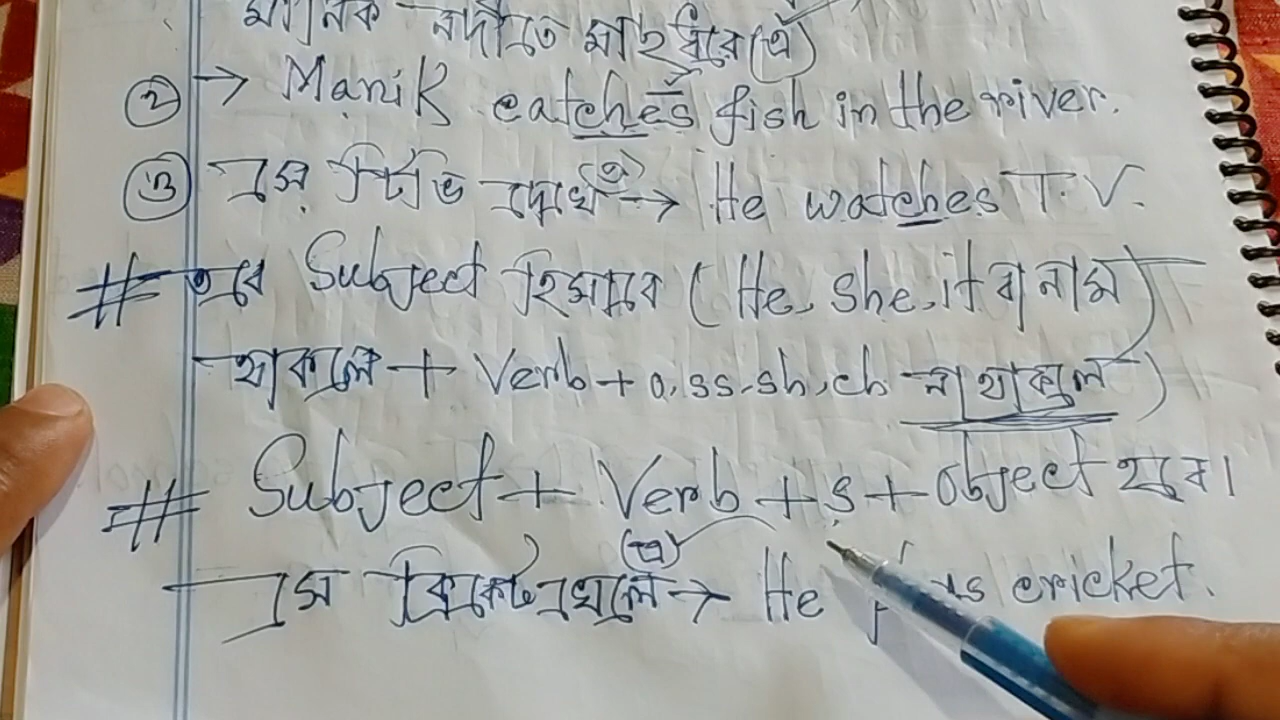 মানিক নদীতে মাছ ধরে (এ)
② → Manik catches fish in the river.
③ সে টিভি দেখে (এ) → He watches T.V.
# তবে Subject হিসাবে ( He, She, it বা নাম
থাকলে + Verb + o, ss, sh, ch না থাকলে )
# Subject + Verb + s + object হবে।
সে ক্রিকেট খেলে (এ) → He cricket.